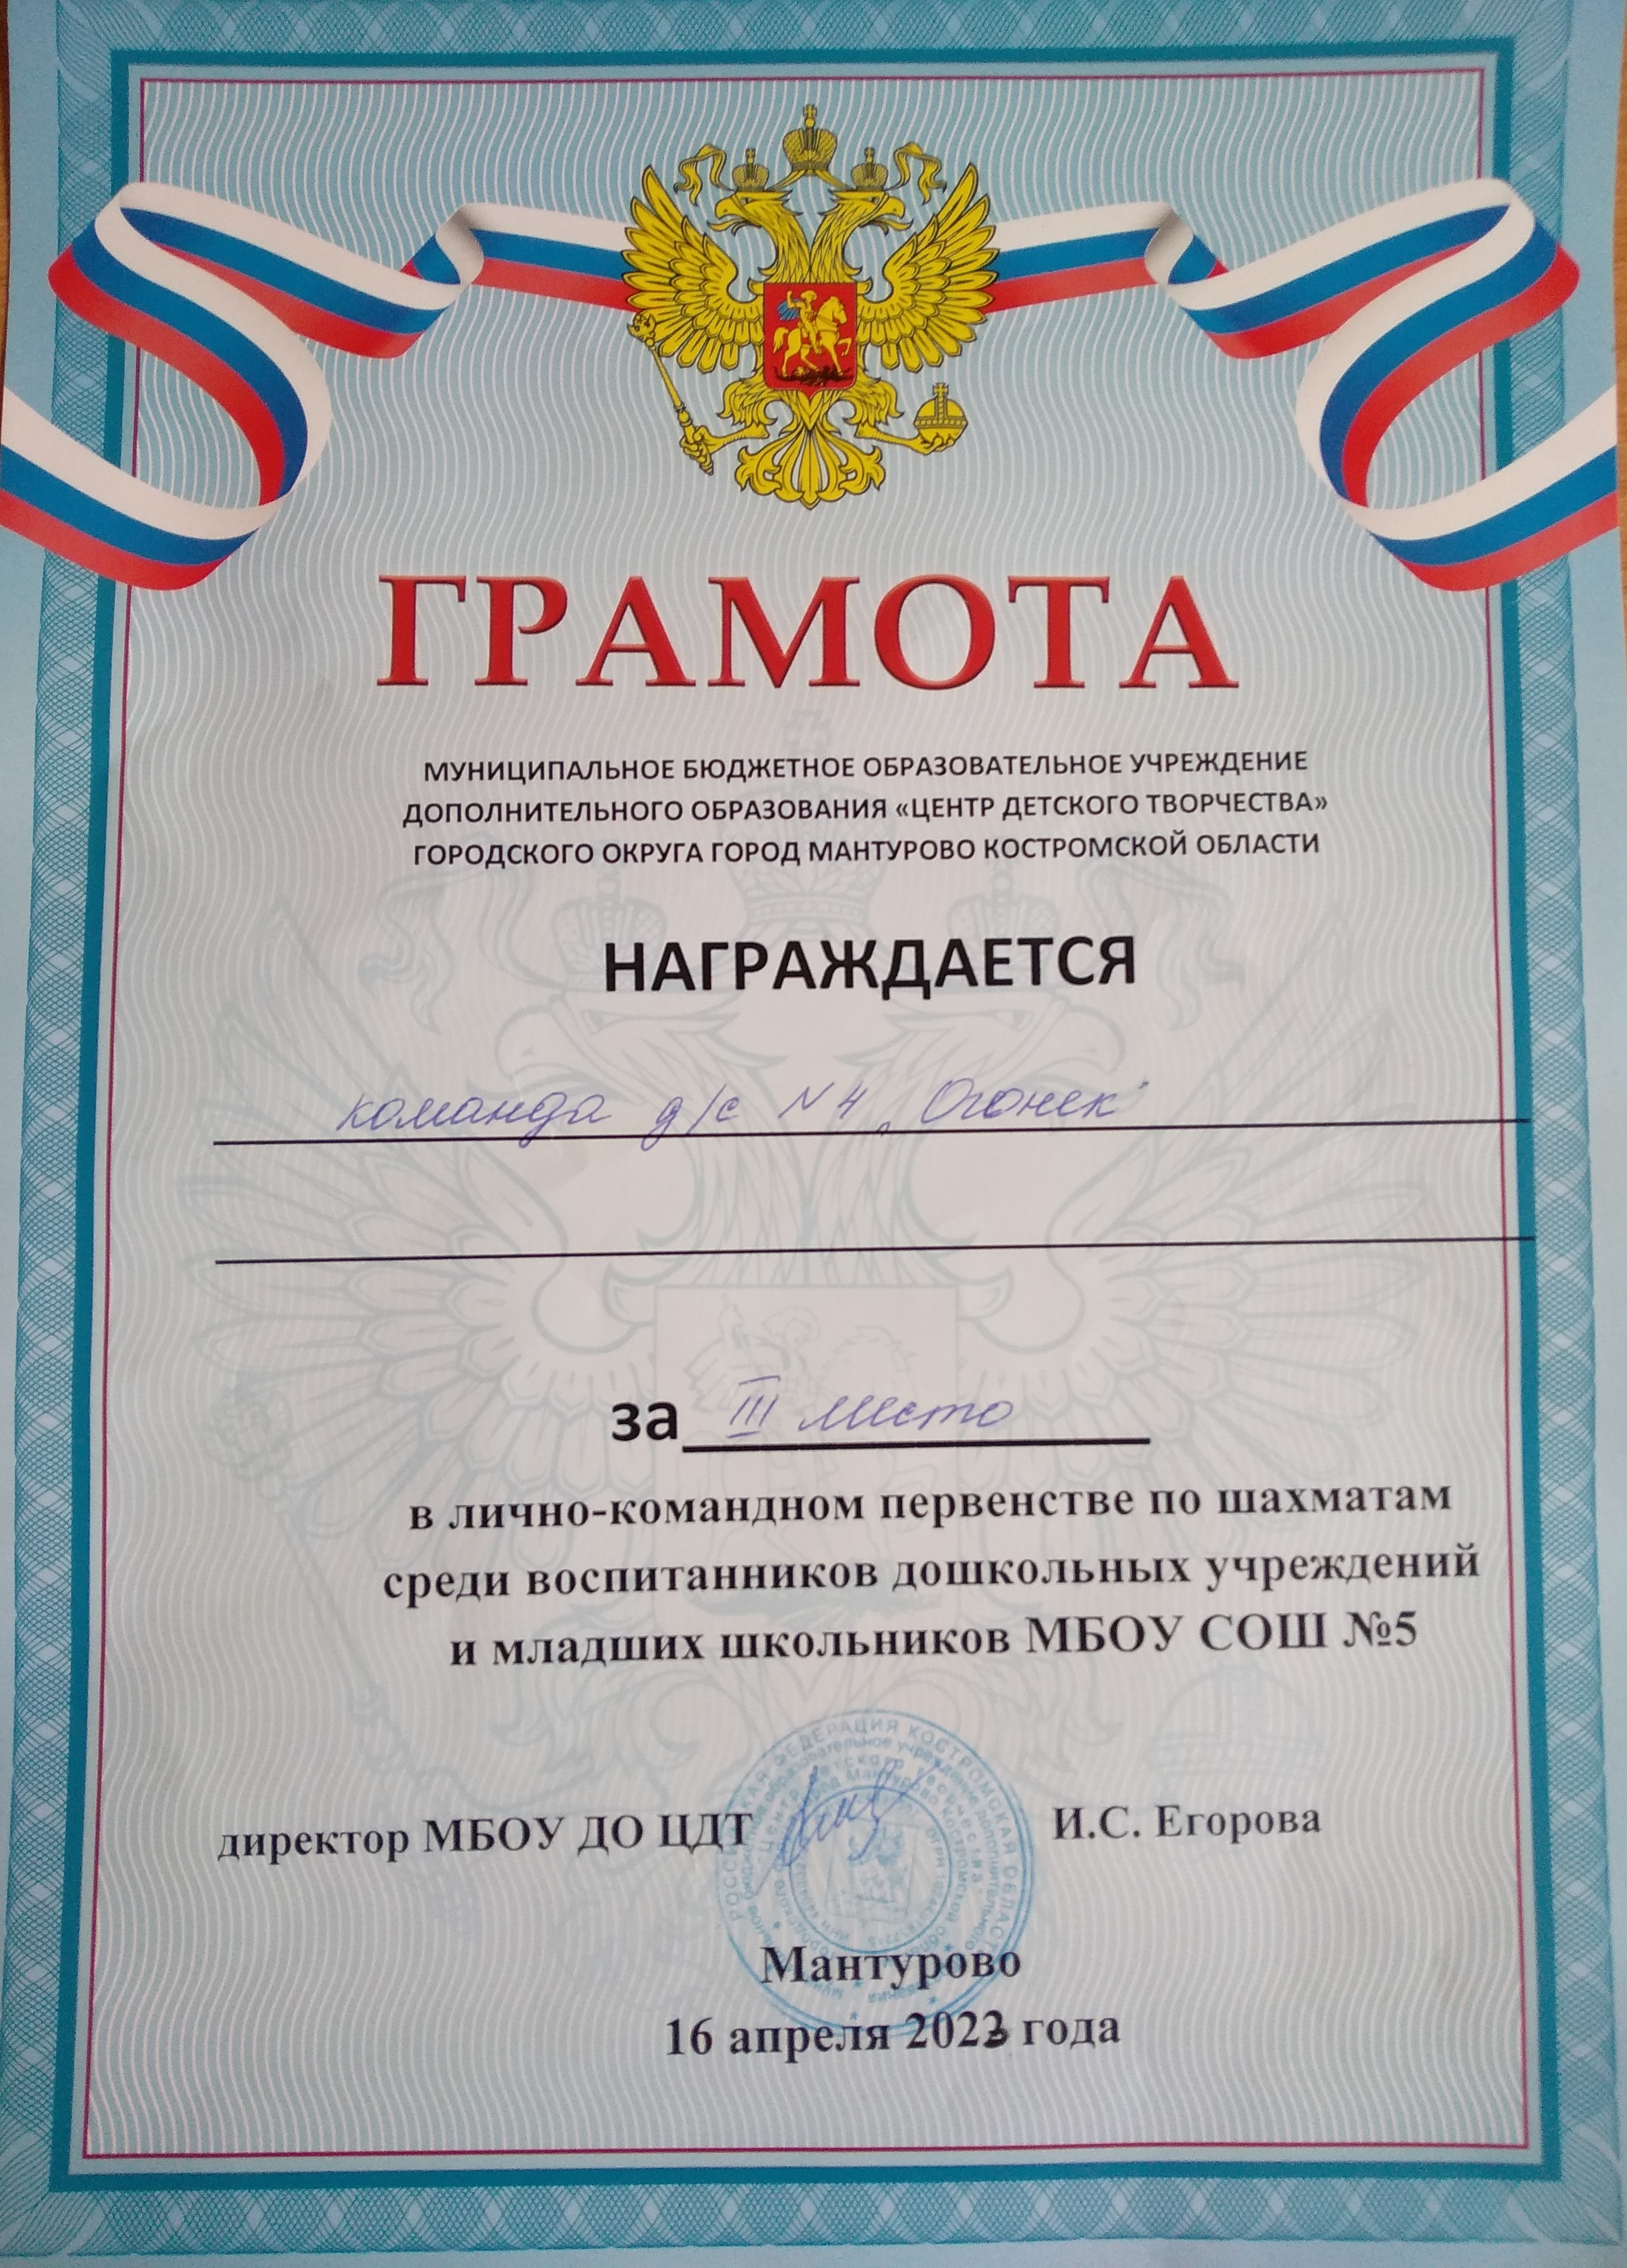 ГРАМОТА
МУНИЦИПАЛЬНОЕ БЮДЖЕТНОЕ ОБРАЗОВАТЕЛЬНОЕ УЧРЕЖДЕНИЕ
ДОПОЛНИТЕЛЬНОГО ОБРАЗОВАНИЯ «ЦЕНТР ДЕТСКОГО ТВОРЧЕСТВА»
ГОРОДСКОГО ОКРУГА ГОРОД МАНТУРОВО КОСТРОМСКОЙ ОБЛАСТИ
НАГРАЖДАЕТСЯ
команда д/с №4 „Огонек"
за III место
в лично-командном первенстве по шахматам
среди воспитанников дошкольных учреждений
и младших школьников МБОУ СОШ №5
директор МБОУ ДО ЦДТ И.С. Егорова
Мантурово
16 апреля 2023 года